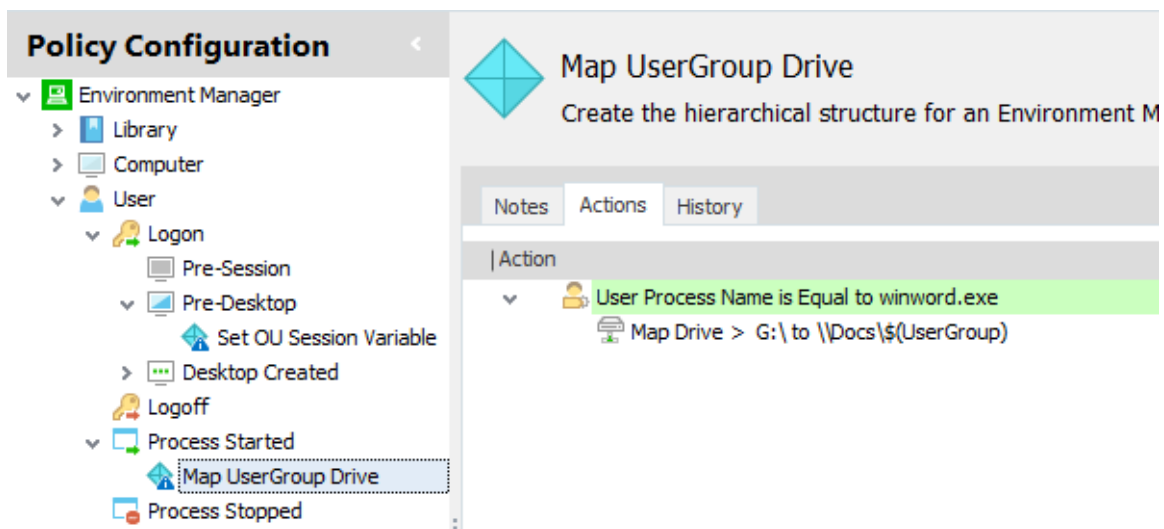 Policy Configuration
Environment Manager
Library
Computer
User
Logon
Pre-Session
Pre-Desktop
Set OU Session Variable
Desktop Created
Logoff
Process Started
Map UserGroup Drive
Process Stopped
Map UserGroup Drive
Create the hierarchical structure for an Environment M
Notes Actions History
Action
User Process Name is Equal to winword.exe
Map Drive > G:\ to \\Docs\$(UserGroup)